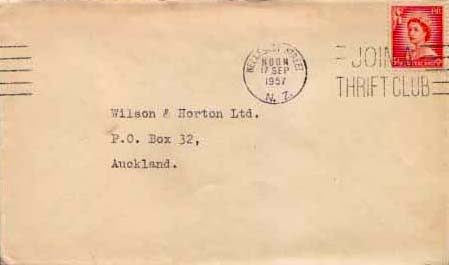 NOON
17 SEP
1957
N.Z.
JOIN A
THRIFT CLUB
Wilson & Horton Ltd.
P.O. Box 32,
Auckland.